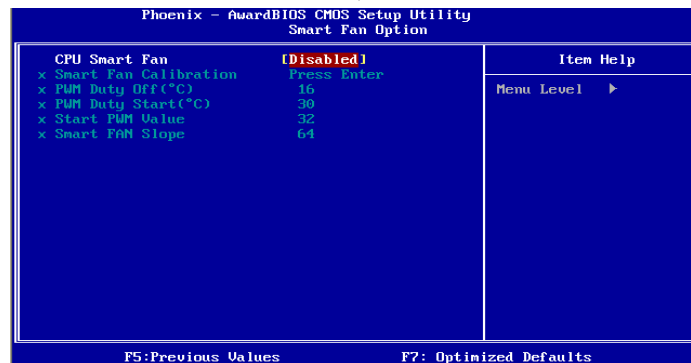 Phoenix - AwardBIOS CMOS Setup Utility
Smart Fan Option
CPU Smart Fan [Disabled]
x Smart Fan Calibration Press Enter
x PWM Duty Off(°C) 16
x PWM Duty Start(°C) 30
x Start PWM Value 32
x Smart FAN Slope 64
Item Help
Menu Level ▶
F5:Previous Values F7: Optimized Defaults